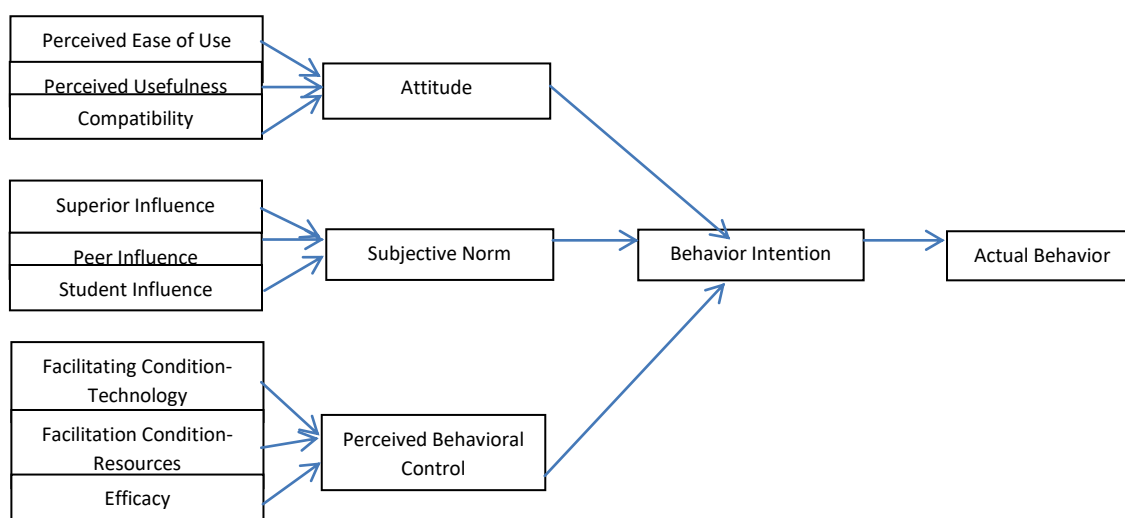 Perceived Ease of Use
Perceived Usefulness
Compatibility
Attitude
Superior Influence
Peer Influence
Student Influence
Subjective Norm
Behavior Intention
Actual Behavior
Facilitating Condition-
Technology
Facilitation Condition-
Resources
Efficacy
Perceived Behavioral
Control